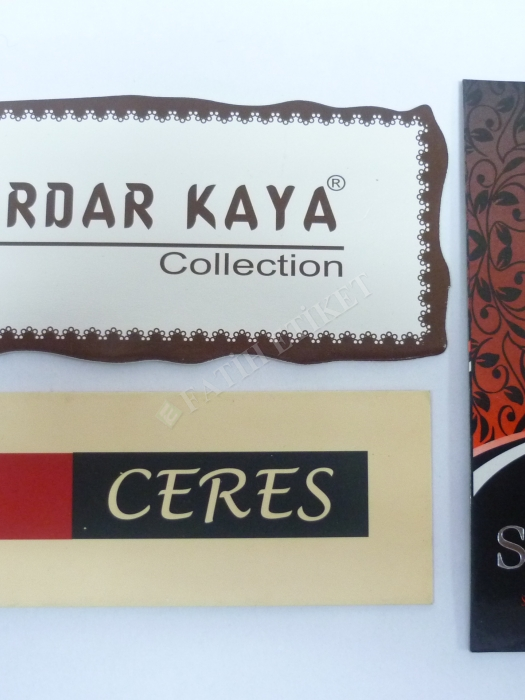 RDAR KAYA®
Collection
FATİH ETİKET
CERES
S